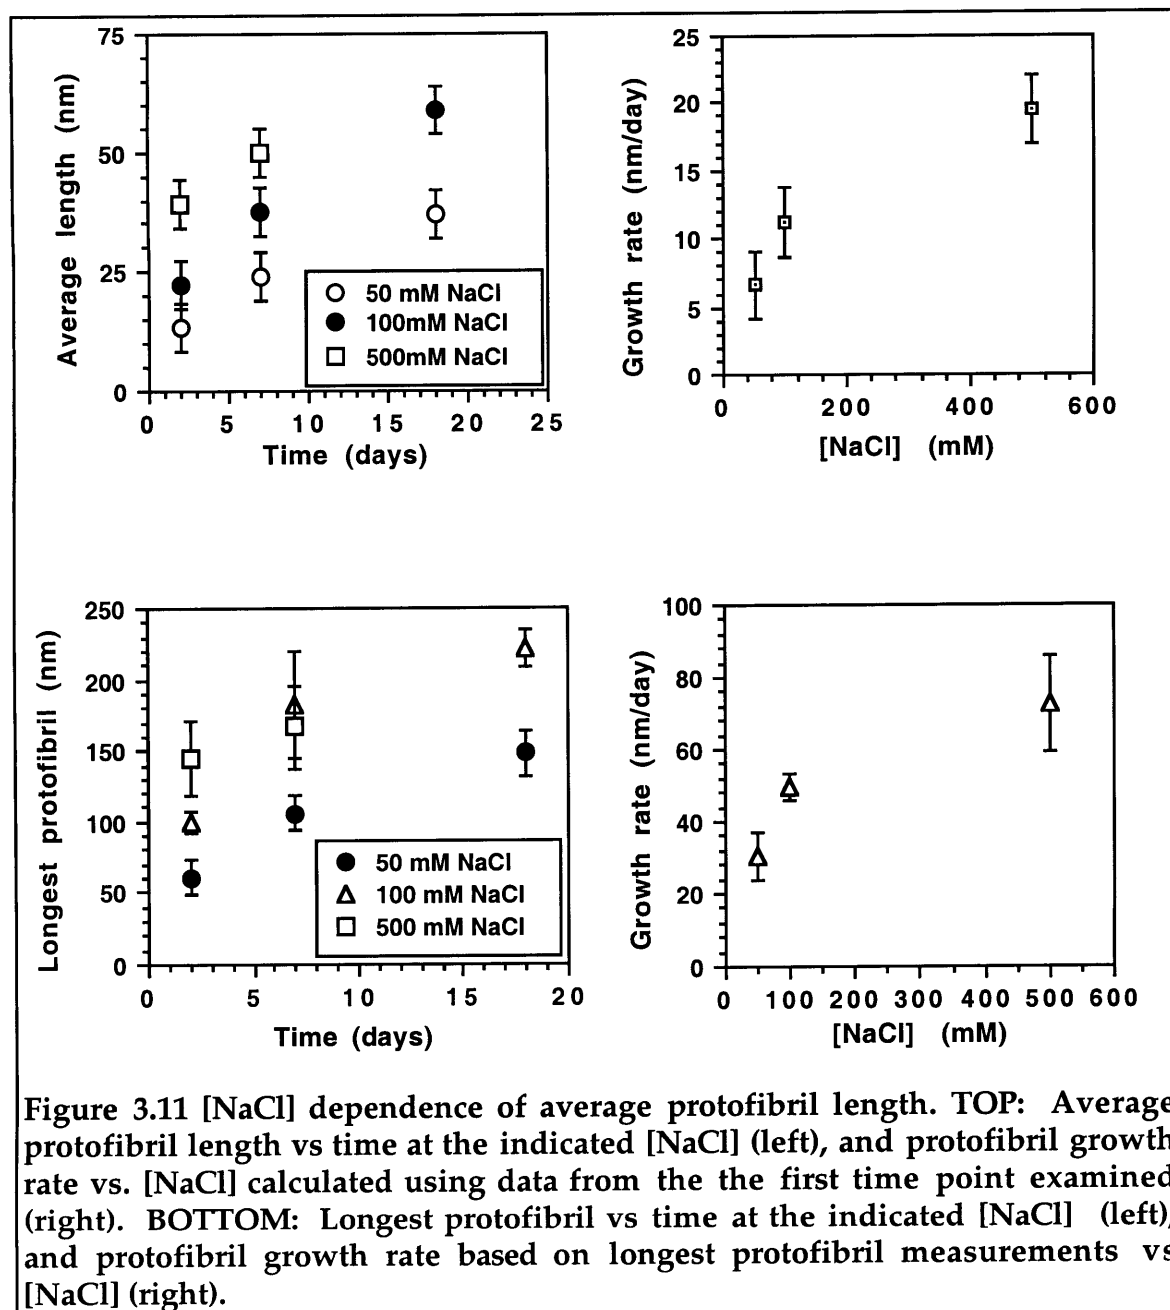 75
50
25
0
Average length (nm)
50 mM NaCl
100mM NaCl
500mM NaCl
0 5 10 15 20 25
Time (days)
25
20
15
10
5
0
Growth rate (nm/day)
0 200 400 600
[NaCl] (mM)
250
200
150
100
50
0
Longest protofibril (nm)
50 mM NaCl
100 mM NaCl
500 mM NaCl
0 5 10 15 20
Time (days)
100
80
60
40
20
0
Growth rate (nm/day)
0 100 200 300 400 500 600
[NaCl] (mM)
Figure 3.11 [NaCl] dependence of average protofibril length. TOP: Average
protofibril length vs time at the indicated [NaCl] (left), and protofibril growth
rate vs. [NaCl] calculated using data from the the first time point examined
(right). BOTTOM: Longest protofibril vs time at the indicated [NaCl] (left),
and protofibril growth rate based on longest protofibril measurements vs
[NaCl] (right).